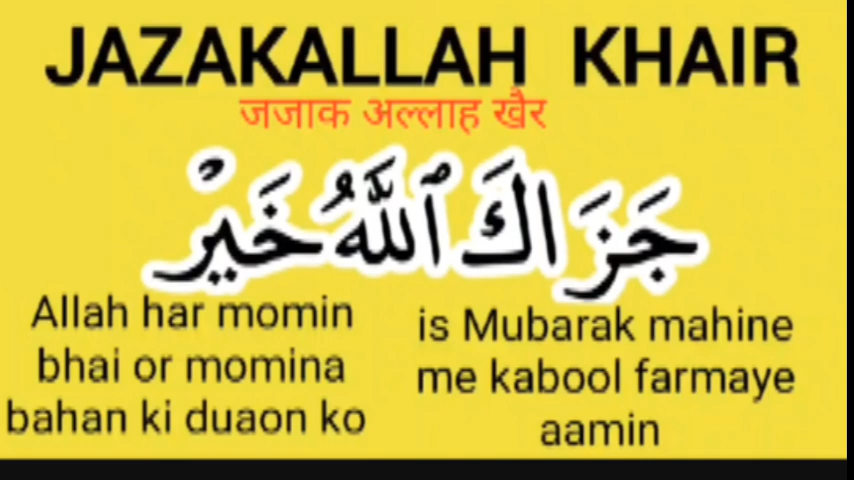 JAZAKALLAH KHAIR
जजाक अल्लाह खैर
جَزَاكَ ٱللَّهُ خَيْرْ
Allah har momin
bhai or momina
bahan ki duaon ko
is Mubarak mahine
me kabool farmaye
aamin